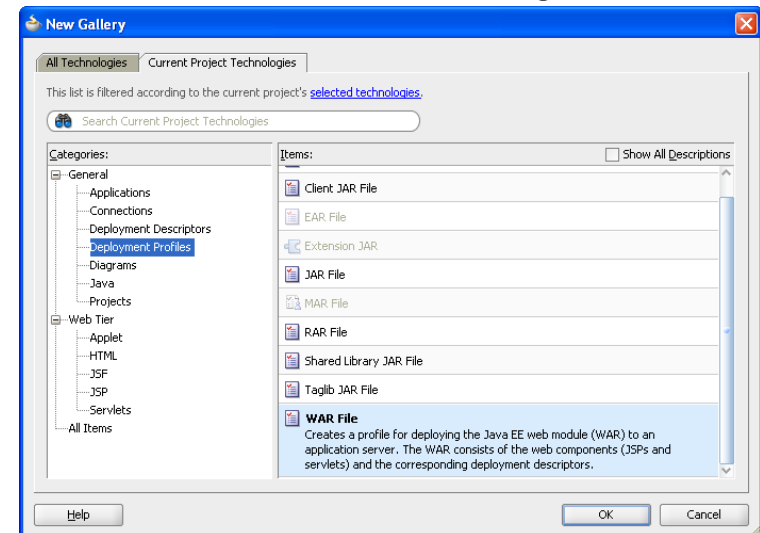 New Gallery
All Technologies
Current Project Technologies
This list is filtered according to the current project's selected technologies.
Search Current Project Technologies
Categories:
General
Applications
Connections
Deployment Descriptors
Deployment Profiles
Diagrams
Java
Projects
Web Tier
Applet
HTML
JSF
JSP
Servlets
All Items
Items:
Show All Descriptions
Client JAR File
EAR File
Extension JAR
JAR File
MAR File
RAR File
Shared Library JAR File
Taglib JAR File
WAR File
Creates a profile for deploying the Java EE web module (WAR) to an
application server. The WAR consists of the web components (JSPs and
servlets) and the corresponding deployment descriptors.
Help
OK
Cancel